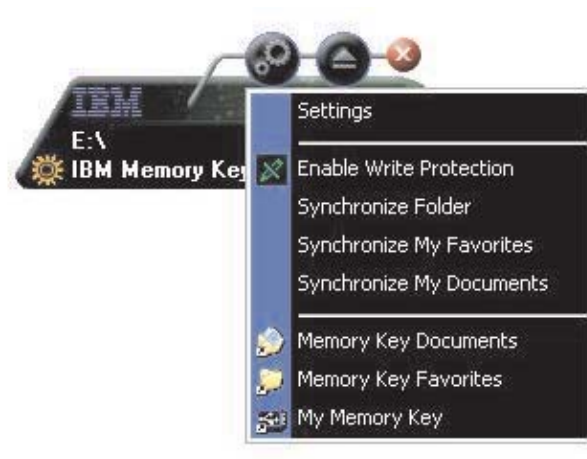 IBM
E:\
IBM Memory Key
Settings
Enable Write Protection
Synchronize Folder
Synchronize My Favorites
Synchronize My Documents
Memory Key Documents
Memory Key Favorites
My Memory Key